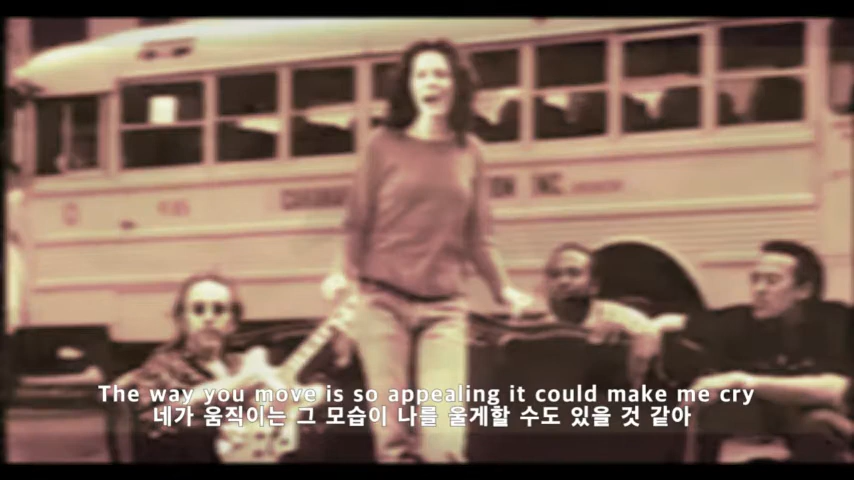 The way you move is so appealing it could make me cry
네가 움직이는 그 모습이 나를 울게할 수도 있을 것 같아